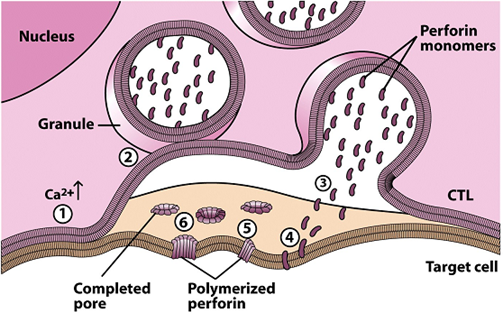 Nucleus
Perforin
monomers
Granule
2
Ca2+↑
1
3
CTL
6
5
4
Target cell
Completed
pore
Polymerized
perforin